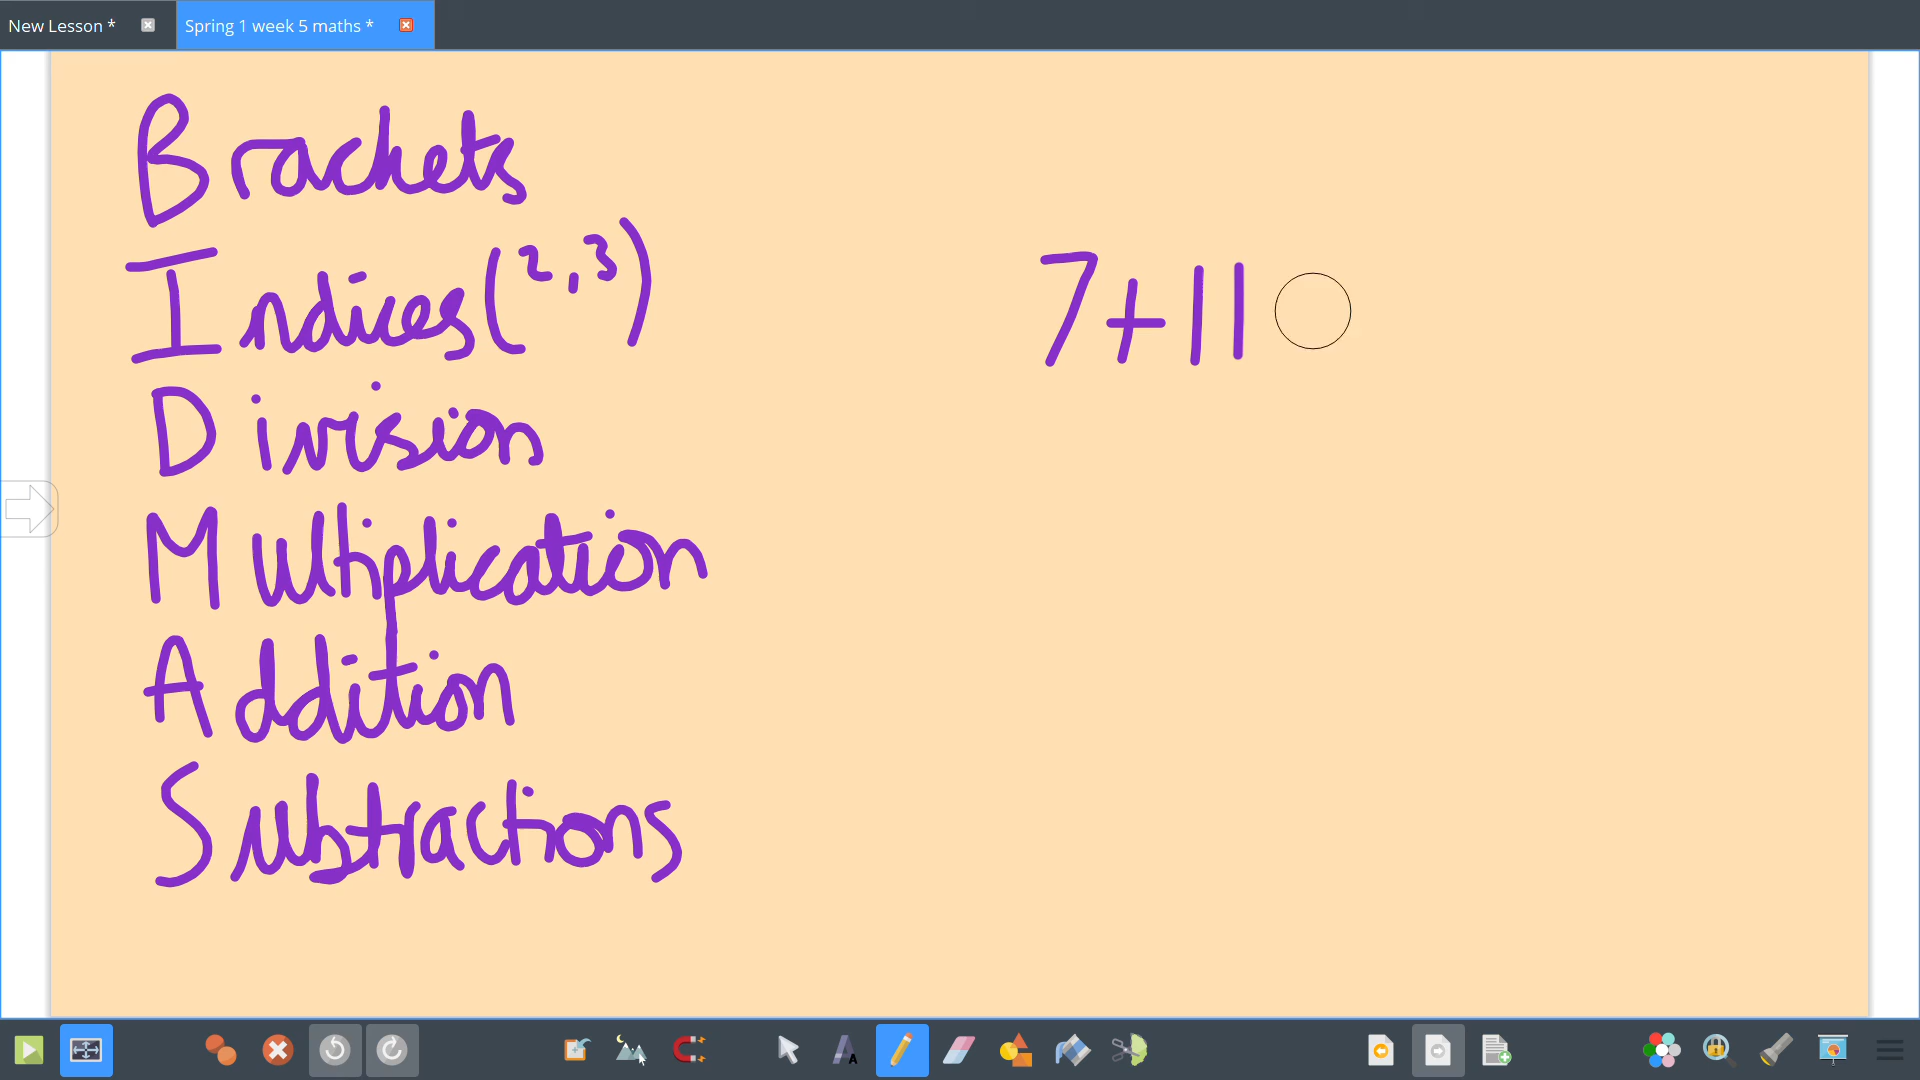 New Lesson *
Spring 1 week 5 maths *
Brackets
Indices (², ³)
Division
Multiplication
Addition
Subtractions
7+11